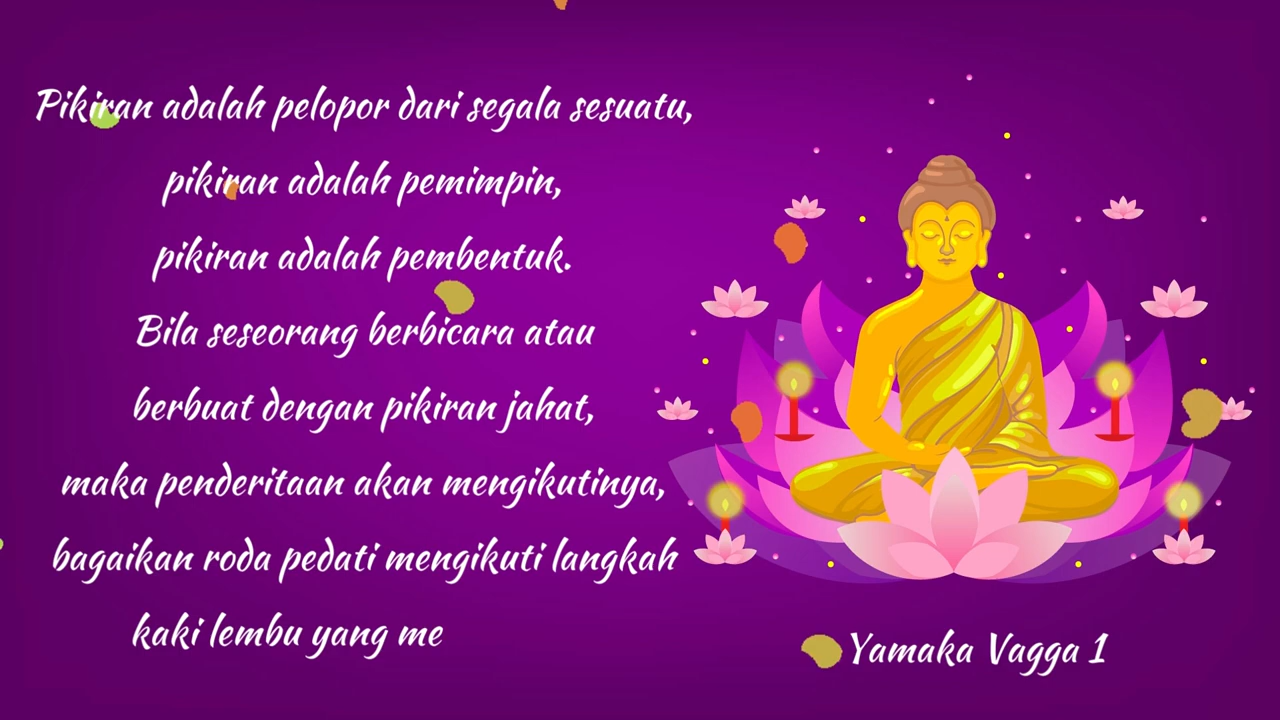 Pikiran adalah pelopor dari segala sesuatu,
pikiran adalah pemimpin,
pikiran adalah pembentuk.
Bila seseorang berbicara atau
berbuat dengan pikiran jahat,
maka penderitaan akan mengikutinya,
bagaikan roda pedati mengikuti langkah
kaki lembu yang me
Yamaka Vagga 1